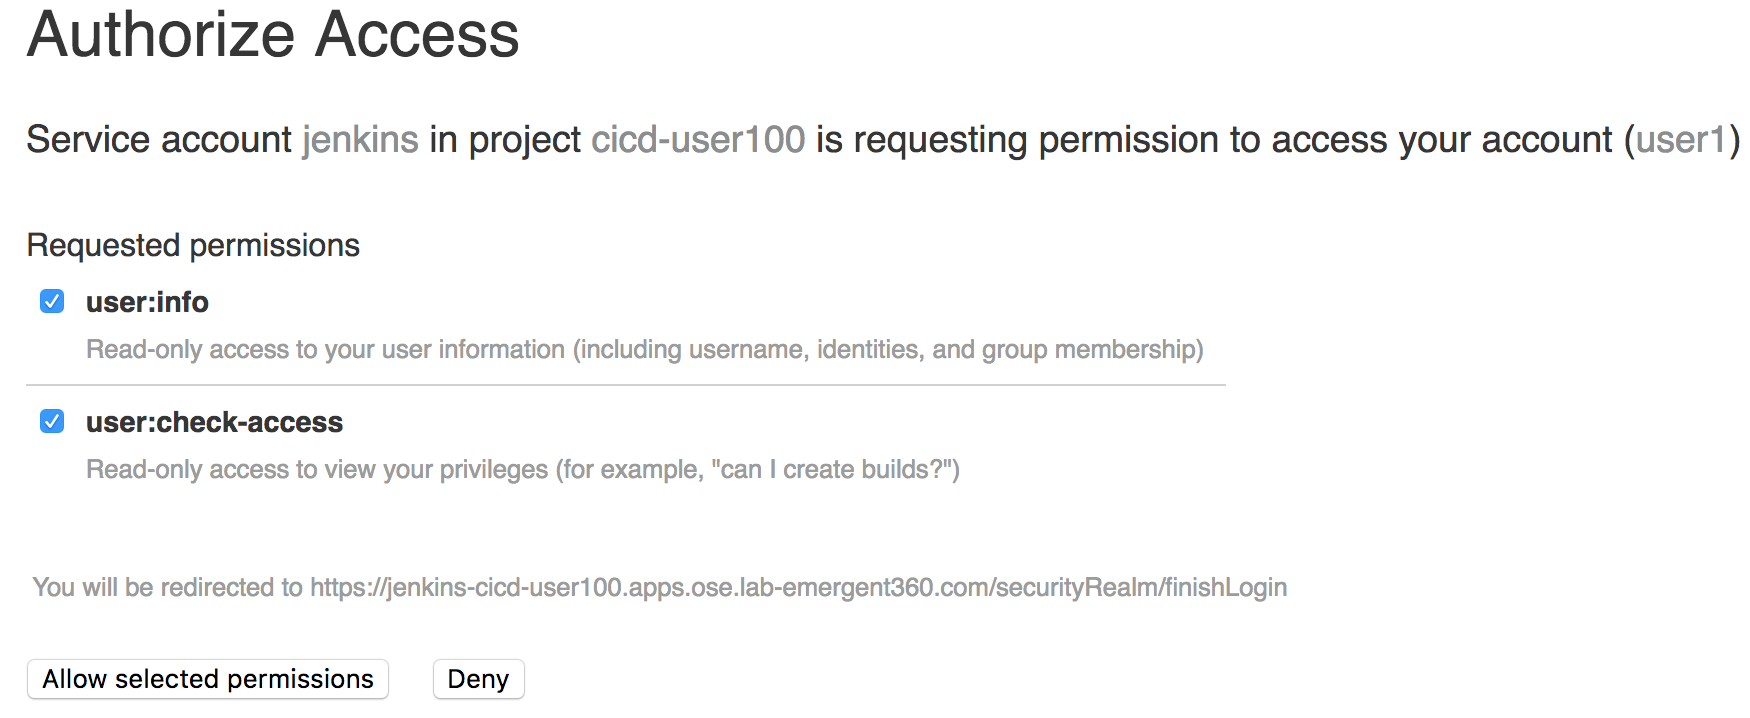 Authorize Access
Service account jenkins in project cicd-user100 is requesting permission to access your account (user1)
Requested permissions
user:info
Read-only access to your user information (including username, identities, and group membership)
user:check-access
Read-only access to view your privileges (for example, "can I create builds?")
You will be redirected to https://jenkins-cicd-user100.apps.ose.lab-emergent360.com/securityRealm/finishLogin
Allow selected permissions Deny